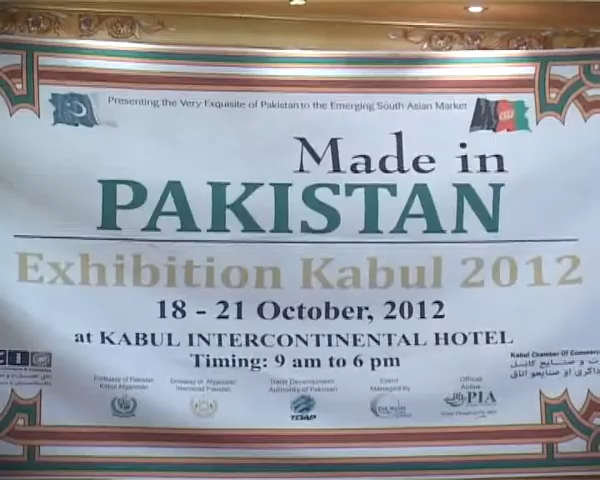 Presenting the Very Exquisite of Pakistan to the Emerging South Asian Market
Made in
PAKISTAN
Exhibition Kabul 2012
18 - 21 October, 2012
at KABUL INTERCONTINENTAL HOTEL
Timing: 9 am to 6 pm
Kabul Chamber Of Commerce
Embassy of Pakistan
Kabul Afghanistan
Embassy of Afghanistan
Islamabad Pakistan
Trade Development
Authority of Pakistan
TDAP
Event
Managed by
Official
Airline
PIA